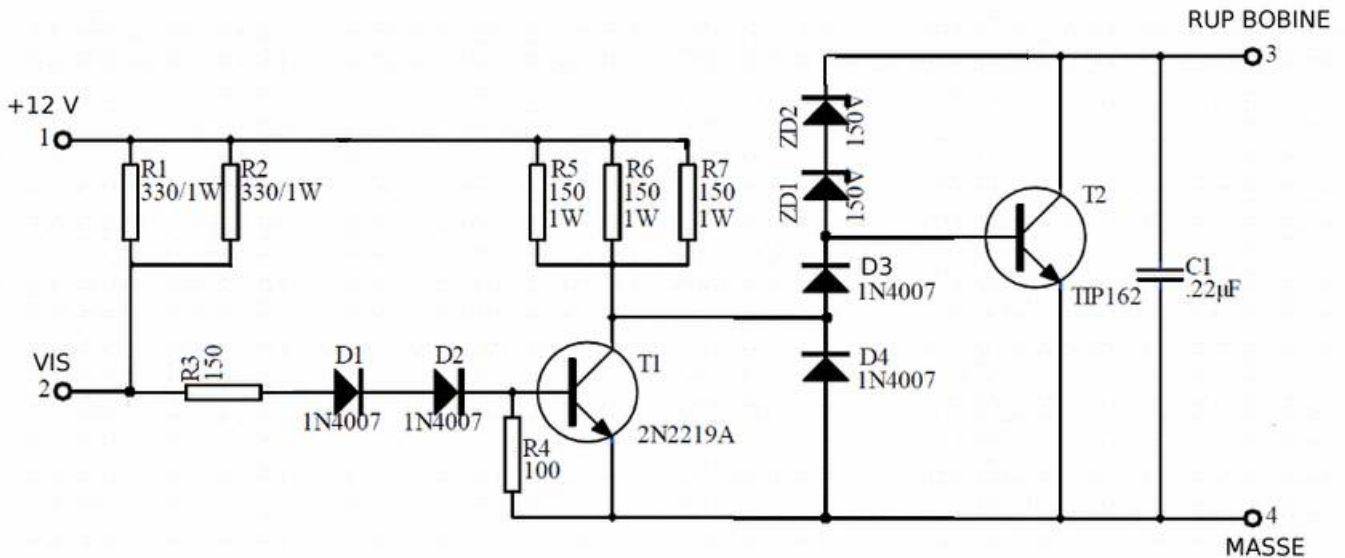 RUP BOBINE
3
+12 V
1
R1
330/1W
R2
330/1W
R5
150
1W
R6
150
1W
R7
150
1W
ZD2
150V
ZD1
150V
T2
TIP162
D3
1N4007
C1
.22µF
D4
1N4007
VIS
2
R3
150
D1
1N4007
D2
1N4007
T1
2N2219A
R4
100
4
MASSE